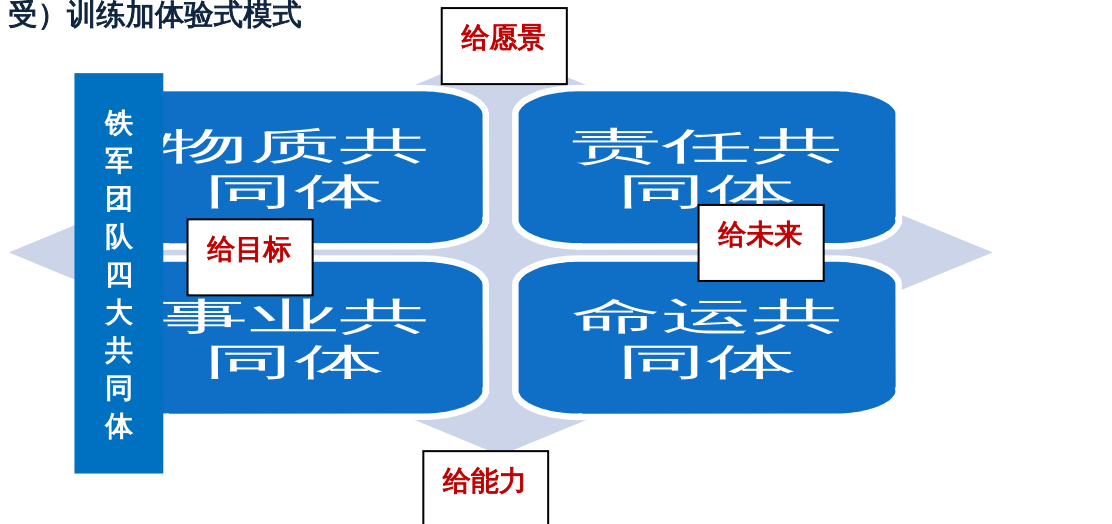 受）训练加体验式模式
给愿景
铁
军
团
队
四
大
共
同
体
物质共
同体
责任共
同体
给目标
给未来
事业共
同体
命运共
同体
给能力